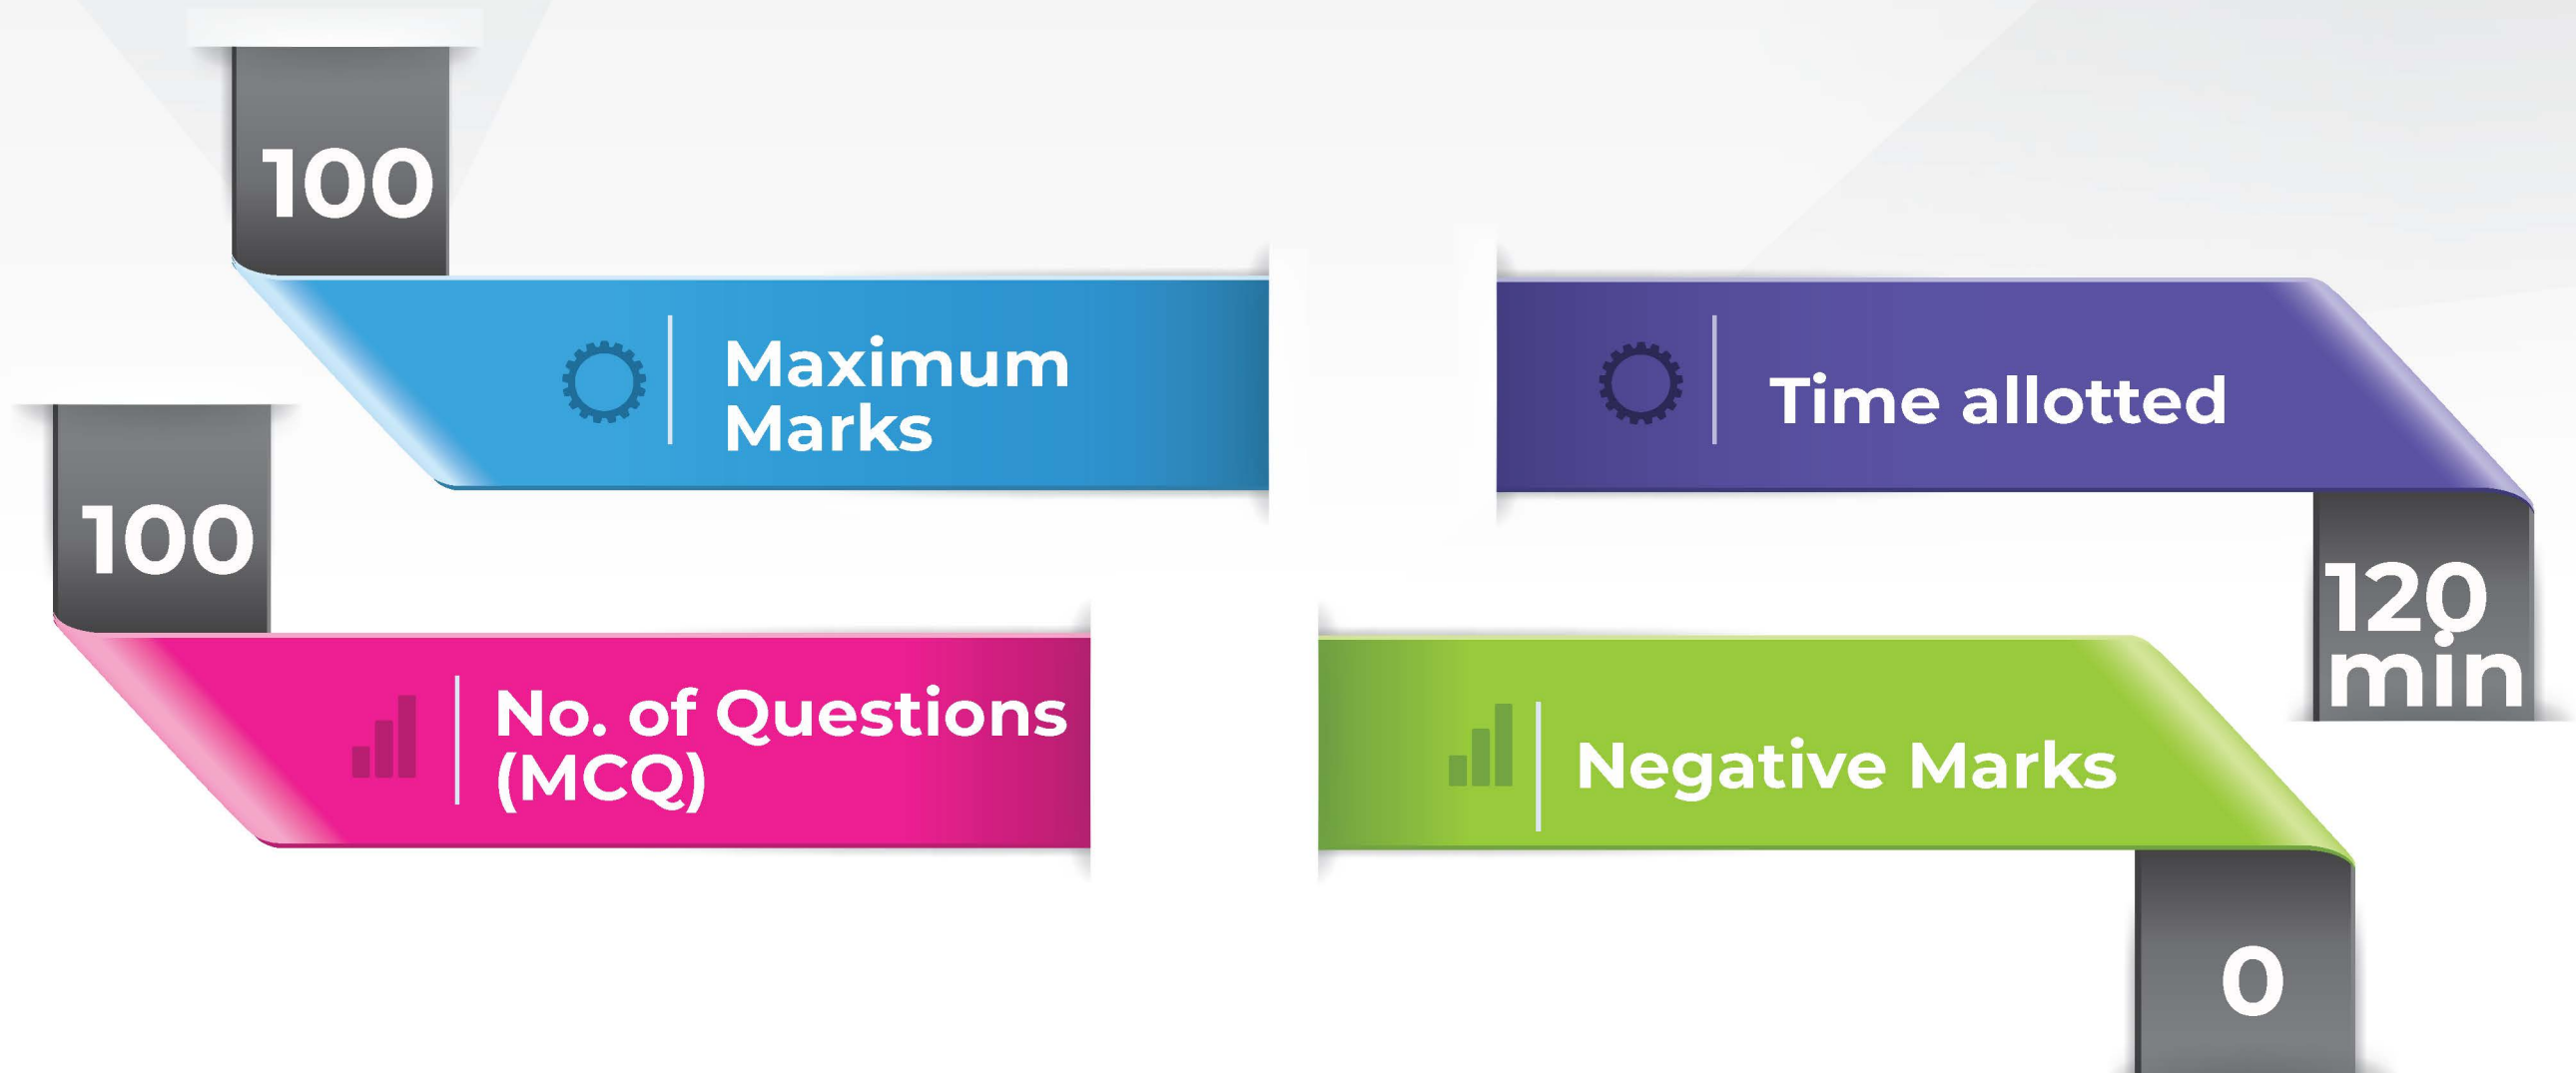 100
Maximum
Marks
Time allotted
120
min
100
No. of Questions
(MCQ)
Negative Marks
0